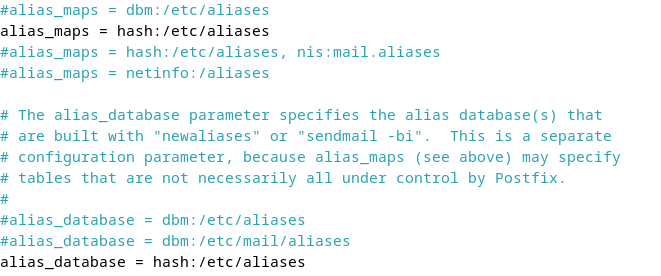 #alias_maps = dbm:/etc/aliases
alias_maps = hash:/etc/aliases
#alias_maps = hash:/etc/aliases, nis:mail.aliases
#alias_maps = netinfo:/aliases

# The alias_database parameter specifies the alias database(s) that
# are built with "newaliases" or "sendmail -bi".  This is a separate
# configuration parameter, because alias_maps (see above) may specify
# tables that are not necessarily all under control by Postfix.
#
#alias_database = dbm:/etc/aliases
#alias_database = dbm:/etc/mail/aliases
alias_database = hash:/etc/aliases